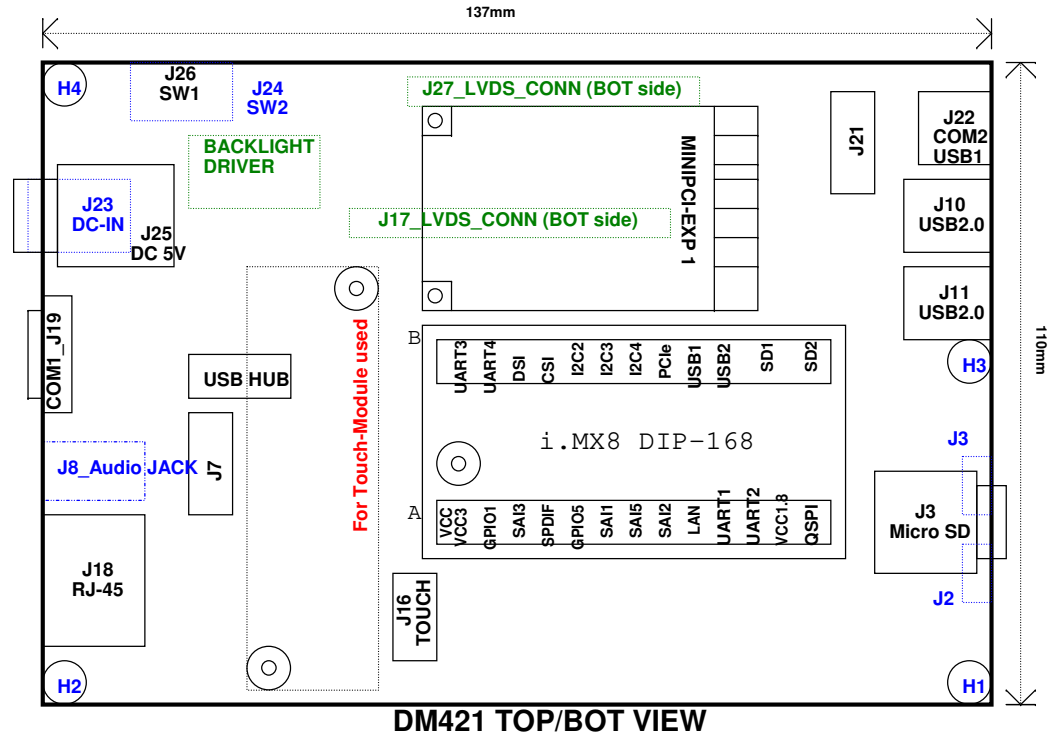 137mm
H4
J26
SW1
J24
SW2
J27_LVDS_CONN (BOT side)
BACKLIGHT
DRIVER
MINIPCI-EXP 1
J21
J22
COM2
USB1
J23
DC-IN
J25
DC 5V
J17_LVDS_CONN (BOT side)
J10
USB2.0
J11
USB2.0
110mm
COM1_J19
USB HUB
For Touch-Module used
B
UART3
UART4
DSI
CSI
I2C2
I2C3
I2C4
PCIe
USB1
USB2
SD1
SD2
H3
i.MX8 DIP-168
J3
J8_Audio JACK
J7
A
VCC
VCC3
GPIO1
SAI3
SPDIF
GPIO5
SAI1
SAI5
SAI2
LAN
UART1
UART2
VCC1.8
QSPI
J3
Micro SD
J18
RJ-45
J16
TOUCH
J2
H2
H1
DM421 TOP/BOT VIEW